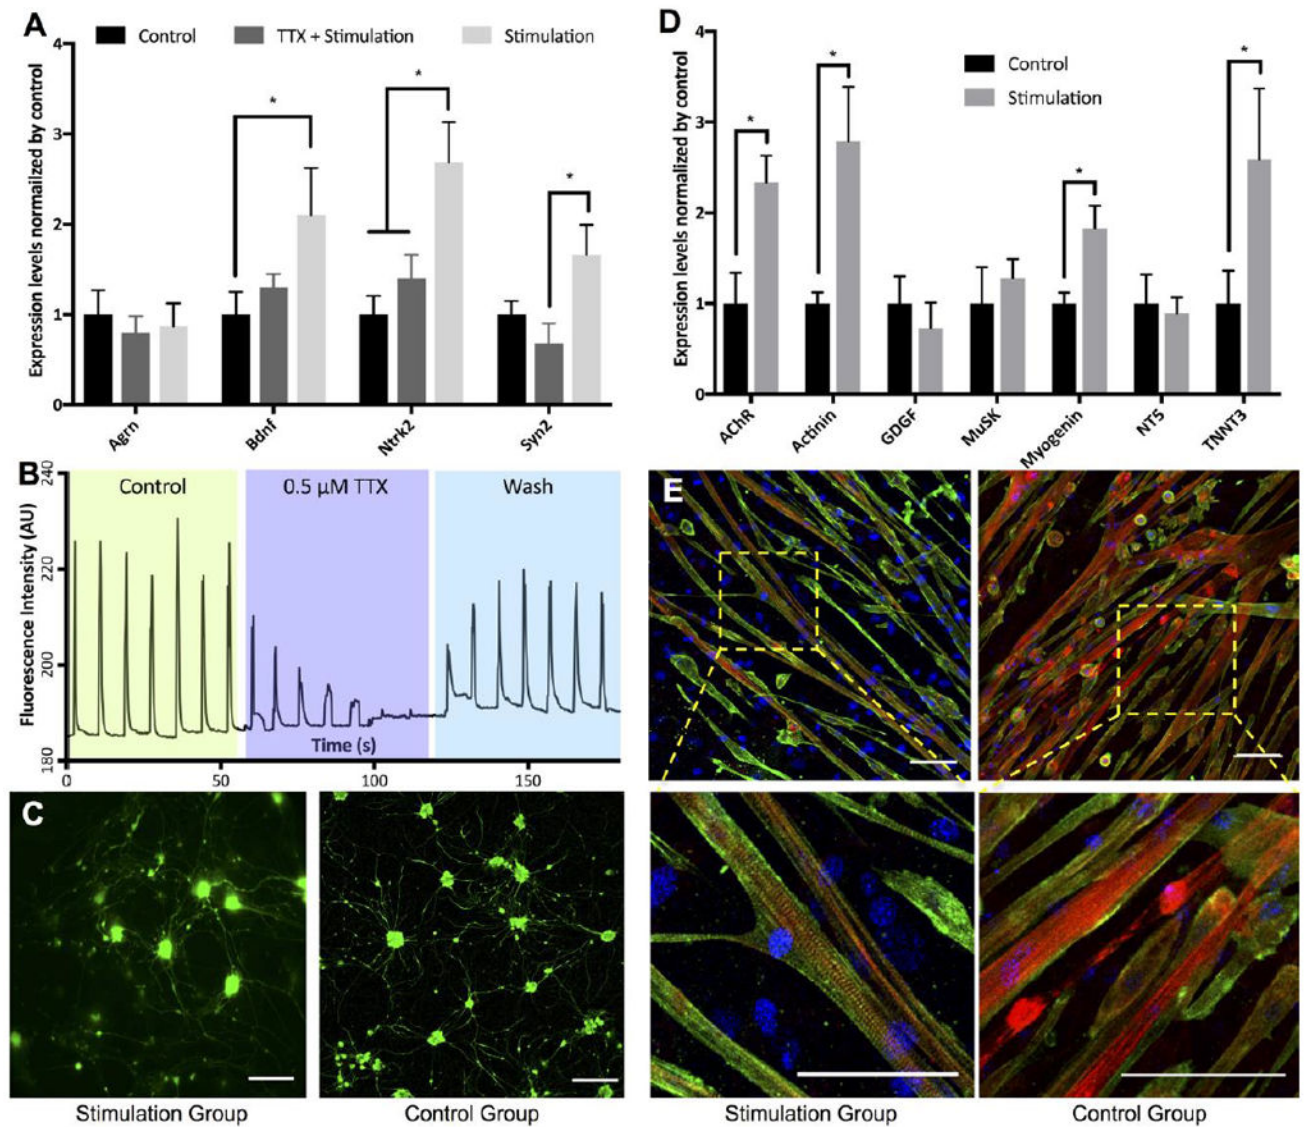 A
Control
TTX + Stimulation
Stimulation
Expression levels normailzed by control
4
3
2
1
0
*
*
*
Agrn
Bdnf
Ntrk2
Syn2
D
Control
Stimulation
Expression levels normalized by control
4
3
2
1
0
*
*
*
*
AChR
Actinin
GDGF
MuSK
Myogenin
NT5
TNNT3
B
Control
0.5 µM TTX
Wash
Fluorescence Intensity (AU)
240
220
200
180
Time (s)
0
50
100
150
C
Stimulation Group
Control Group
E
Stimulation Group
Control Group